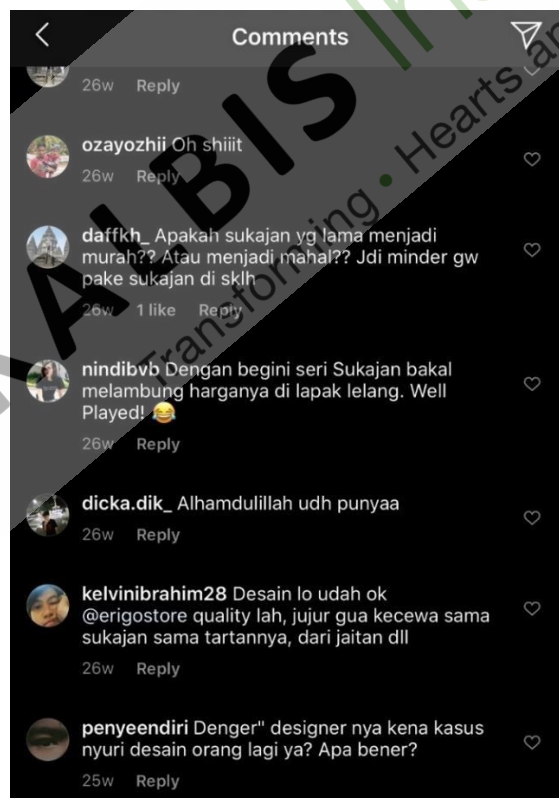 Comments
26w Reply
ozayozhii Oh shiiit
26w Reply
daffkh_ Apakah sukajan yg lama menjadi
murah?? Atau menjadi mahal?? Jdi minder gw
pake sukajan di sklh
26w 1 like Reply
nindibvb Dengan begini seri Sukajan bakal
melambung harganya di lapak lelang. Well
Played! 😂
26w Reply
dicka.dik_ Alhamdulillah udh punyaa
26w Reply
kelvinibrahim28 Desain lo udah ok
@erigostore quality lah, jujur gua kecewa sama
sukajan sama tartannya, dari jaitan dll
26w Reply
penyeendiri Denger" designer nya kena kasus
nyuri desain orang lagi ya? Apa bener?
25w Reply
KALBIS
Transforming • Hearts